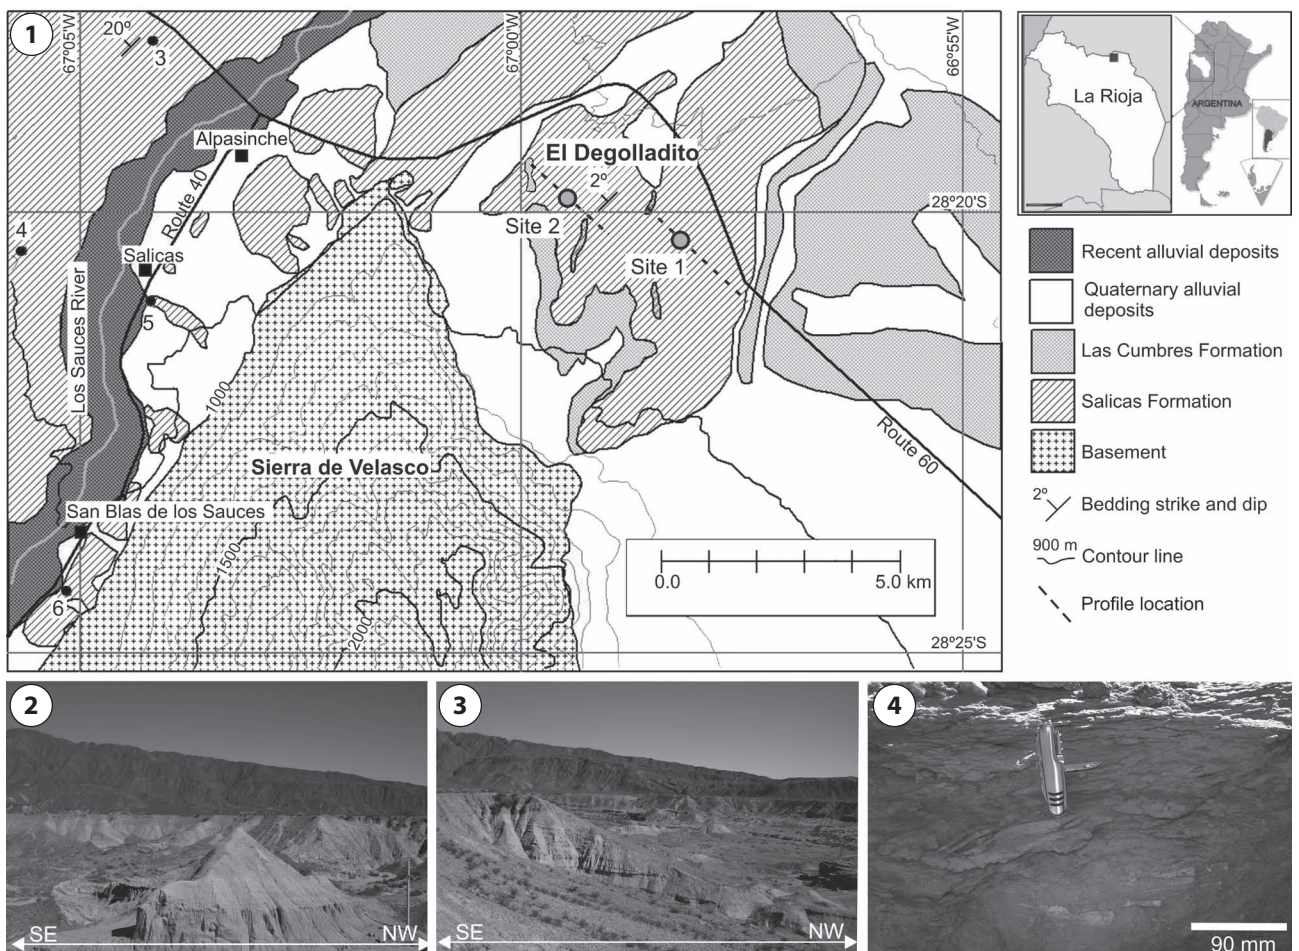 1
20º
3
67º05'W
67º00'W
66º55'W
Alpasinche
El Degolladito
2º
Route 40
28º20'S
4
Site 2
Salicas
Site 1
Los Sauces River
5
1000
Route 60
Sierra de Velasco
San Blas de los Sauces
1500
0.0
5.0 km
6
2000
28º25'S
La Rioja
ARGENTINA
Recent alluvial deposits
Quaternary alluvial
deposits
Las Cumbres Formation
Salicas Formation
Basement
2º
Bedding strike and dip
900 m
Contour line
Profile location
2
SE
NW
3
SE
NW
4
90 mm